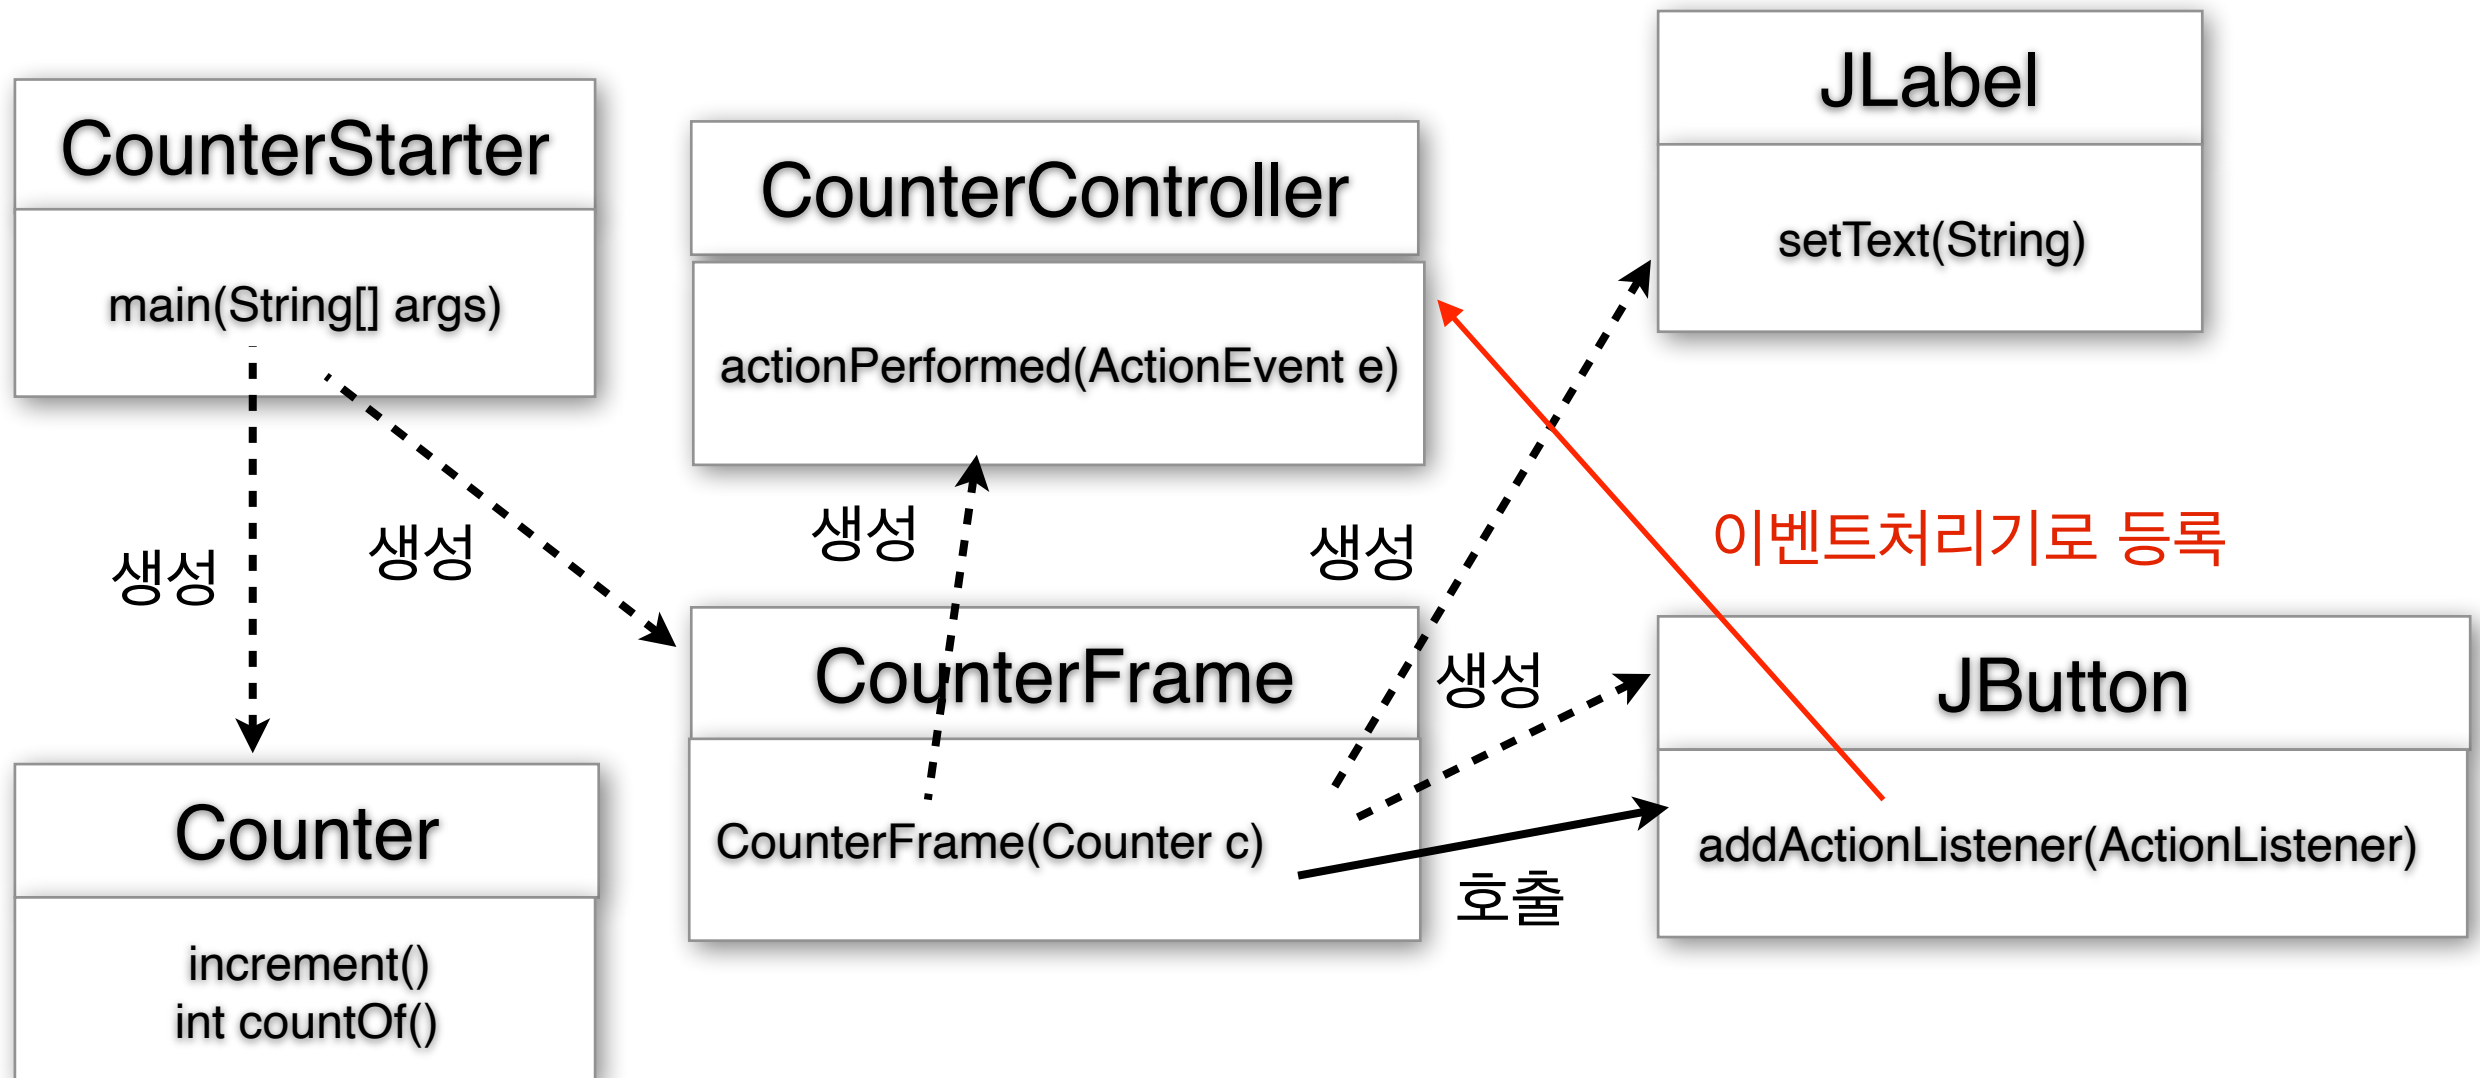 CounterStarter
main(String[] args)
CounterController
actionPerformed(ActionEvent e)
JLabel
setText(String)
생성
생성
생성
생성
이벤트처리기로 등록
CounterFrame
CounterFrame(Counter c)
생성
호출
JButton
addActionListener(ActionListener)
Counter
increment()
int countOf()